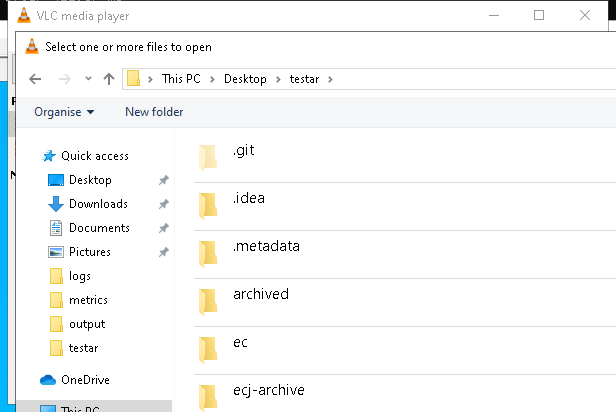 VLC media player
Select one or more files to open
This PC > Desktop > testar >
Organise New folder
Quick access
Desktop
Downloads
Documents
Pictures
logs
metrics
output
testar
OneDrive
This PC
.git
.idea
.metadata
archived
ec
ecj-archive